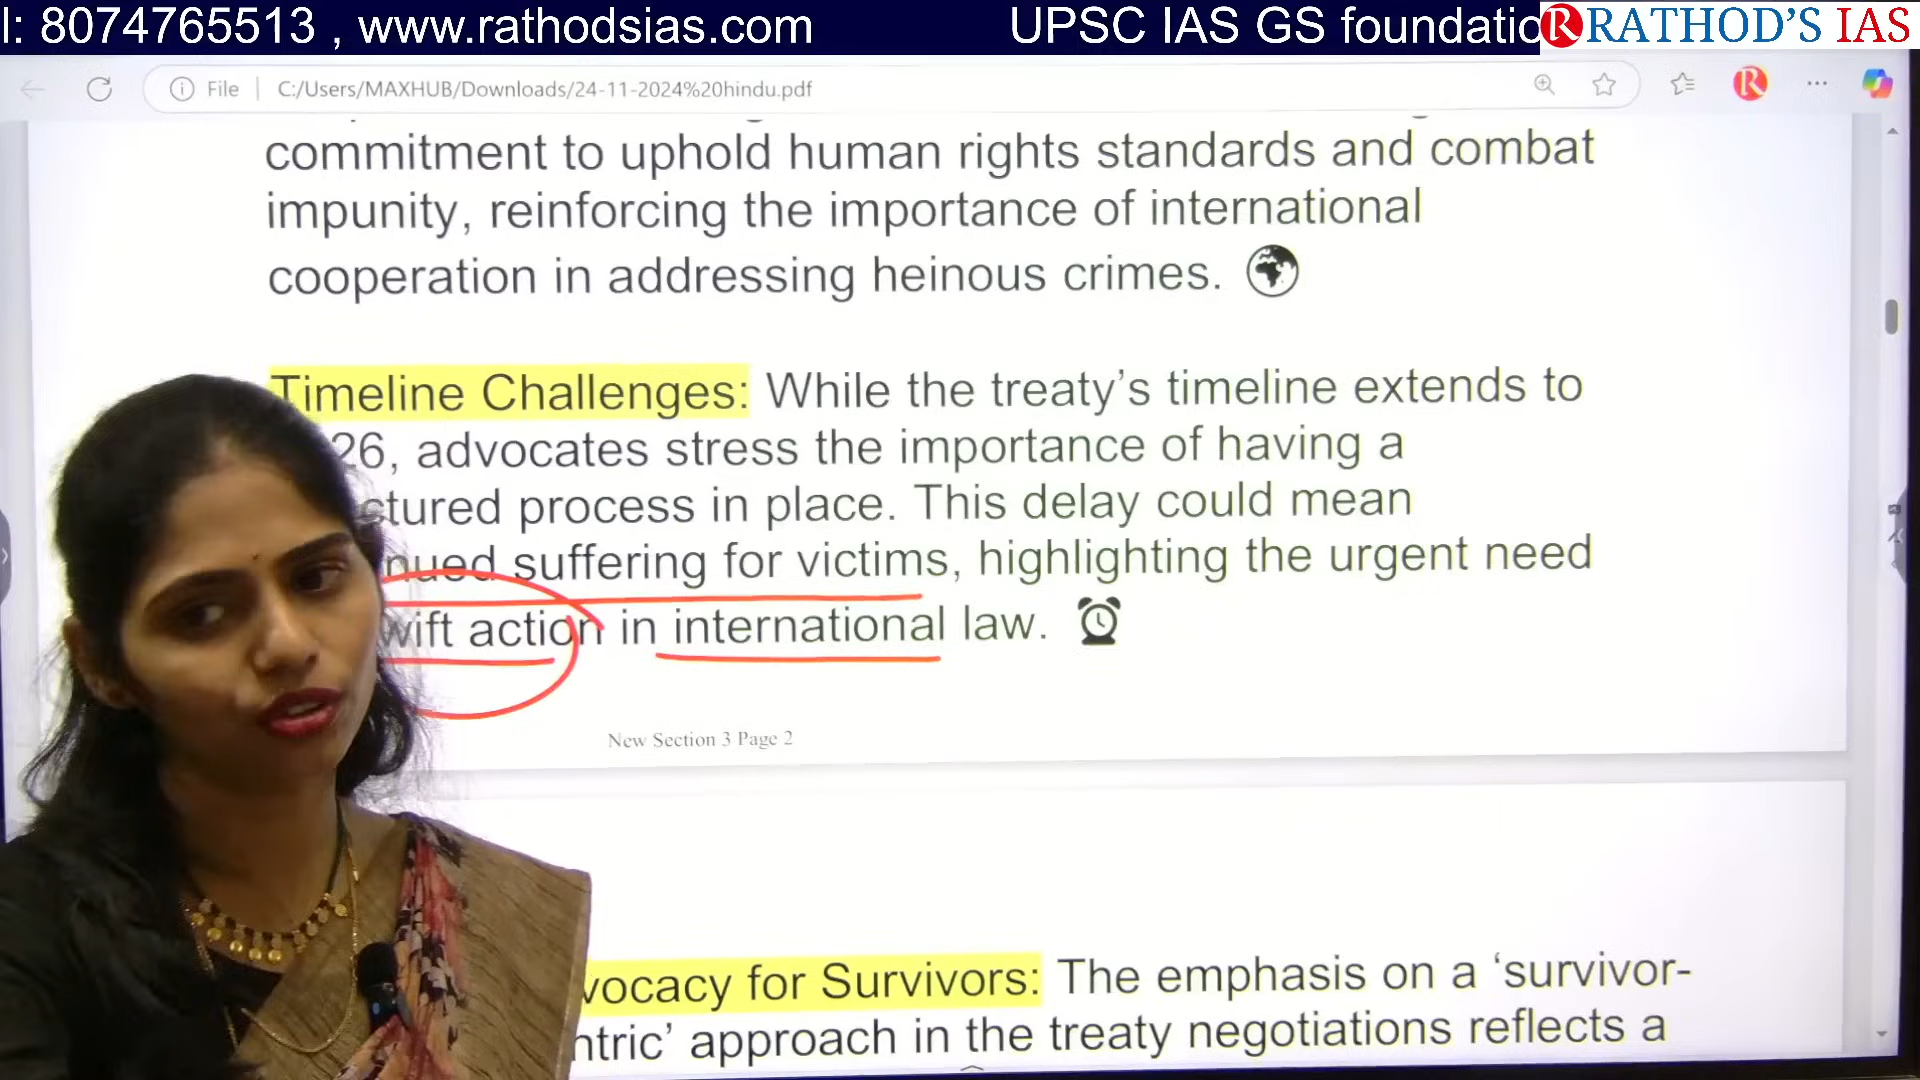 l: 8074765513 , www.rathodsias.com UPSC IAS GS foundatio
R RATHOD'S IAS
File C:/Users/MAXHUB/Downloads/24-11-2024%20hindu.pdf
commitment to uphold human rights standards and combat
impunity, reinforcing the importance of international
cooperation in addressing heinous crimes.
Timeline Challenges: While the treaty’s timeline extends to
26, advocates stress the importance of having a
ctured process in place. This delay could mean
nued suffering for victims, highlighting the urgent need
wift action in international law.
New Section 3 Page 2
vocacy for Survivors: The emphasis on a ‘survivor-
ntric’ approach in the treaty negotiations reflects a